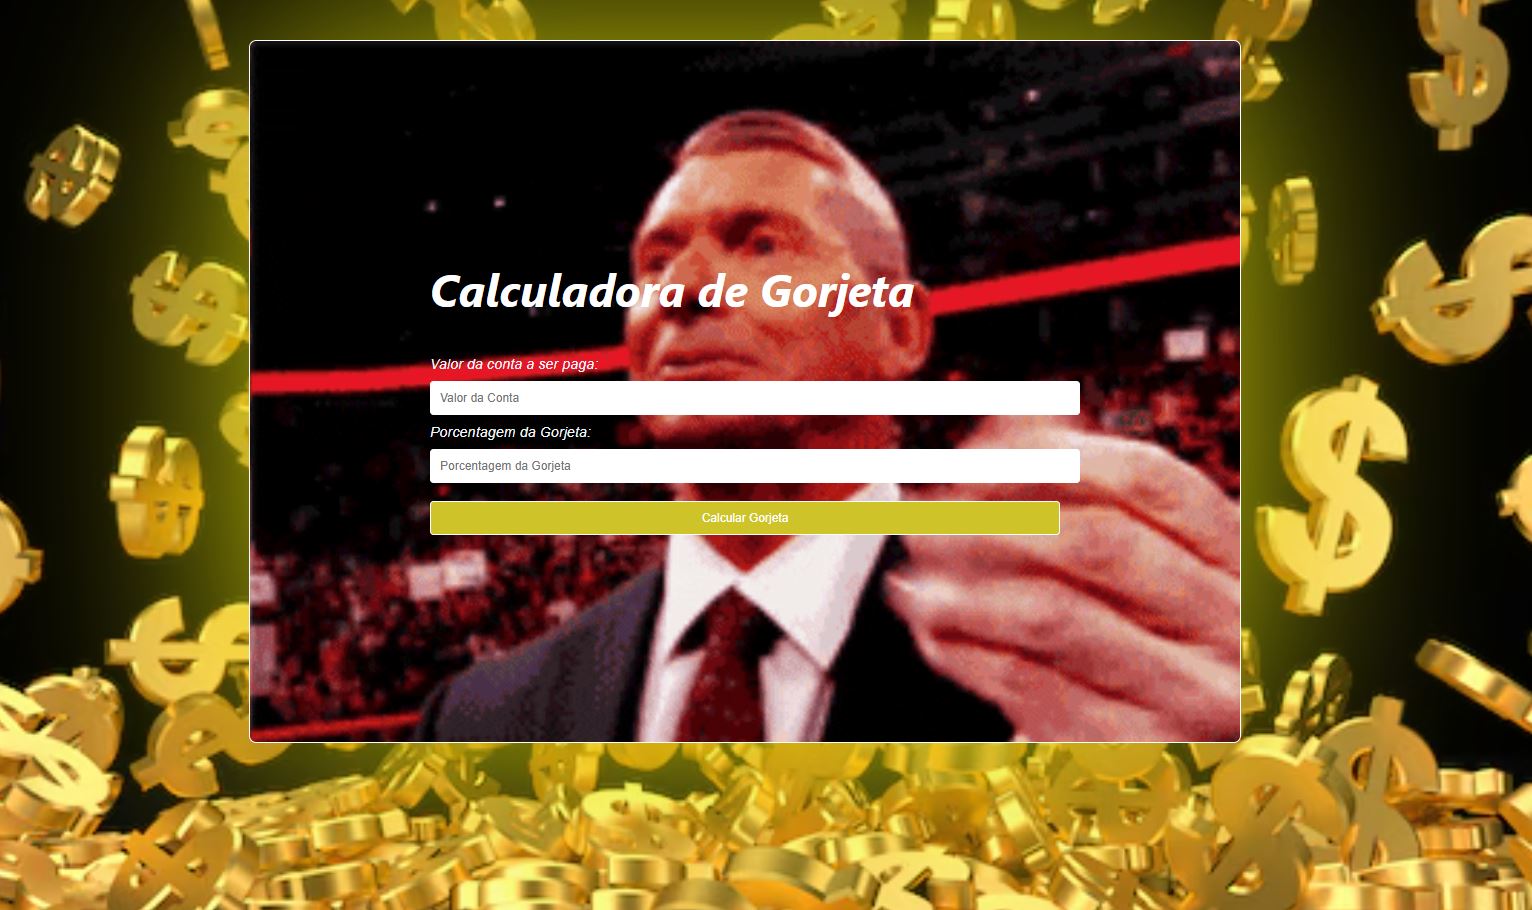 Calculadora de Gorjeta
Valor da conta a ser paga:
Valor da Conta
Porcentagem da Gorjeta:
Porcentagem da Gorjeta
Calcular Gorjeta